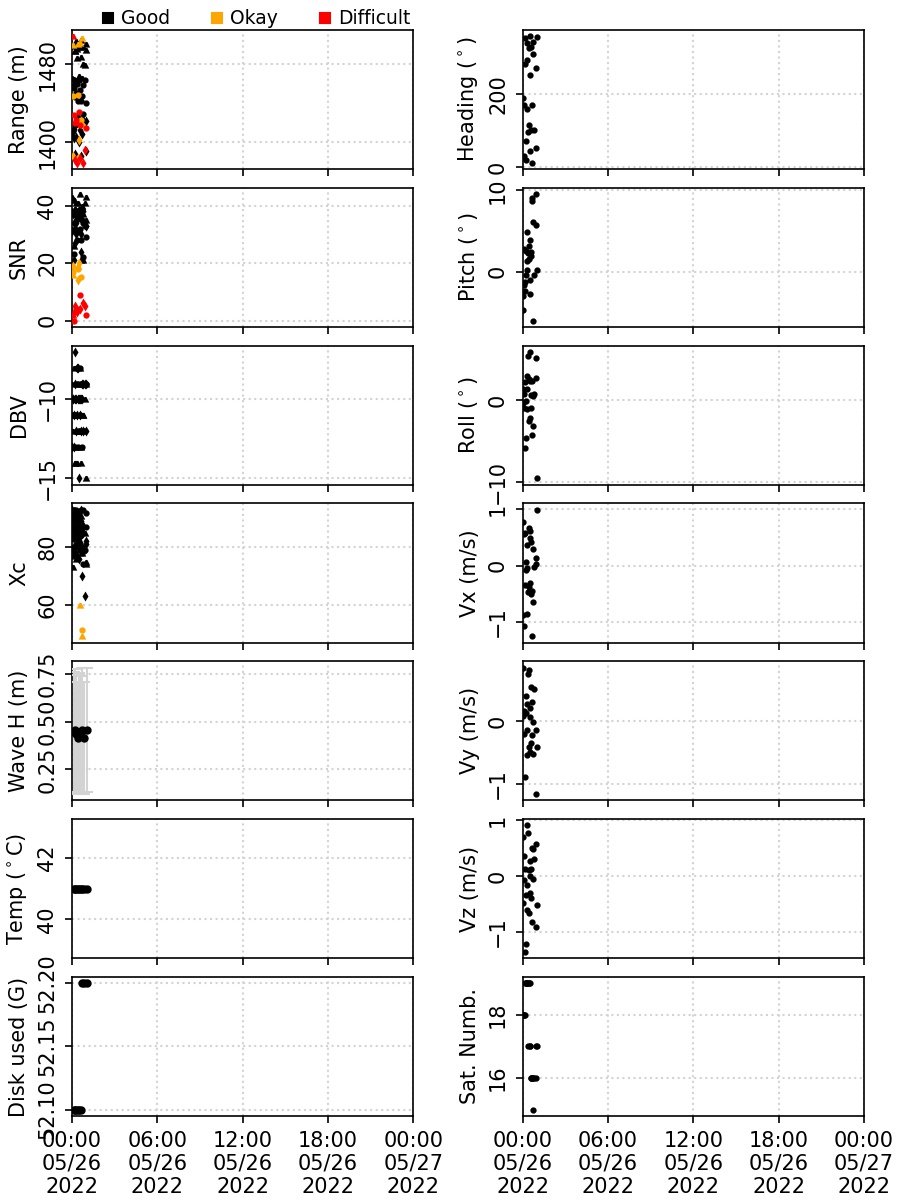 Good Okay Difficult
Range (m)
1480
1400
Heading (°)
200
0
SNR
40
20
0
Pitch (°)
10
0
DBV
−10
−15
Roll (°)
0
−10
Xc
80
60
Vx (m/s)
1
0
−1
Wave H (m)
0.75
0.50
0.25
Vy (m/s)
0
−1
Temp (°C)
42
40
Vz (m/s)
1
0
−1
Disk used (G)
52.20
52.15
52.10
Sat. Numb.
18
16
00:00 06:00 12:00 18:00 00:00
05/26 05/26 05/26 05/26 05/27
2022 2022 2022 2022 2022
00:00 06:00 12:00 18:00 00:00
05/26 05/26 05/26 05/26 05/27
2022 2022 2022 2022 2022